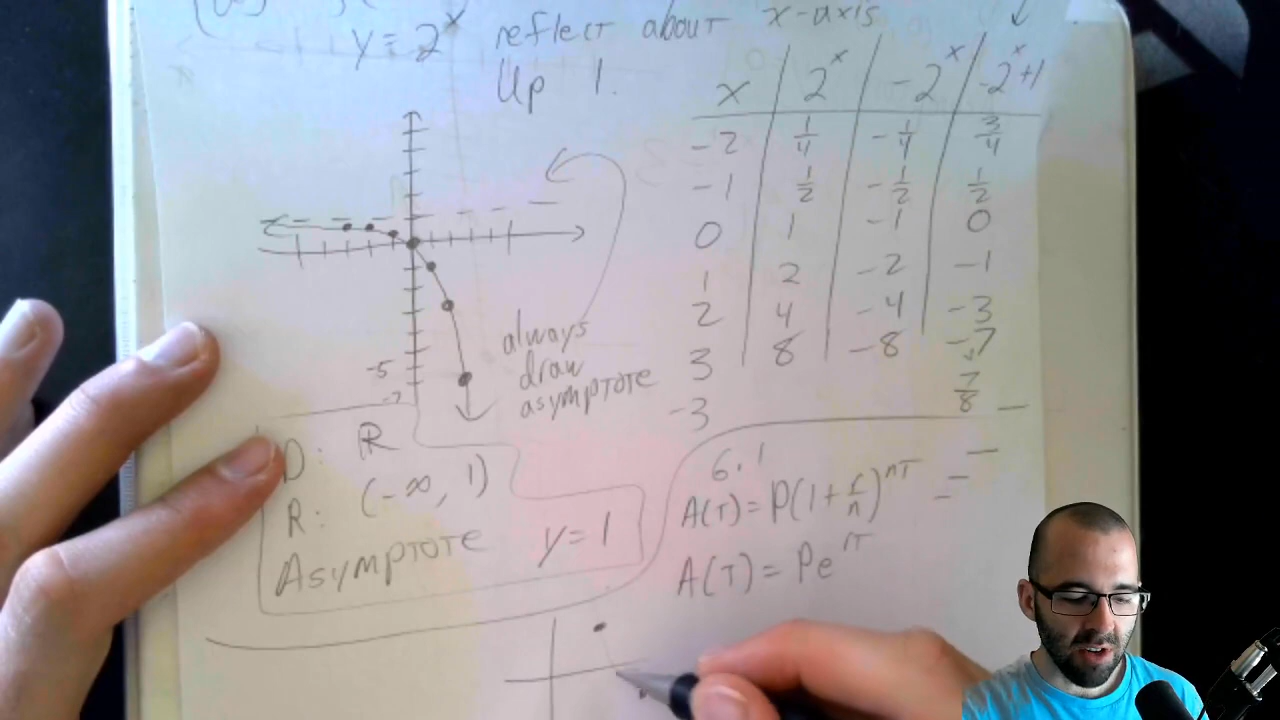 y = 2^x reflect about x-axis
Up 1.
x | 2^x | -2^x | -2^x+1
-2 | 1/4 | -1/4 | 3/4
-1 | 1/2 | -1/2 | 1/2
0 | 1 | -1 | 0
1 | 2 | -2 | -1
2 | 4 | -4 | -3
3 | 8 | -8 | -7
-3 7/8
always
draw
asymptote
-5
-7
D: ℝ
R: (-∞, 1)
Asymptote y = 1
6.1
A(T) = P(1+r/n)^nT
A(T) = Pe^rT